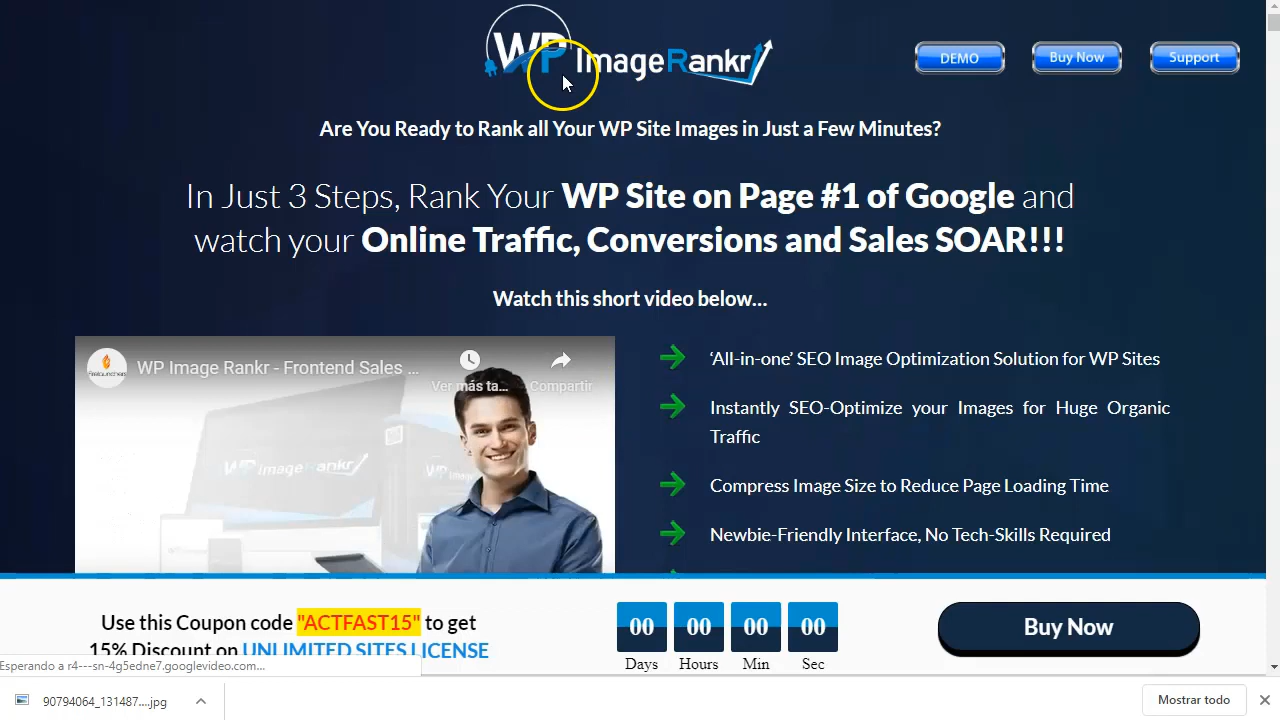 WP ImageRankr
DEMO
Buy Now
Support
Are You Ready to Rank all Your WP Site Images in Just a Few Minutes?
In Just 3 Steps, Rank Your WP Site on Page #1 of Google and
watch your Online Traffic, Conversions and Sales SOAR!!!
Watch this short video below...
WP Image Rankr - Frontend Sales ...
Ver más ta...
Compartir
WP ImageRankr
‘All-in-one’ SEO Image Optimization Solution for WP Sites
Instantly SEO-Optimize your Images for Huge Organic
Traffic
Compress Image Size to Reduce Page Loading Time
Newbie-Friendly Interface, No Tech-Skills Required
Use this Coupon code "ACTFAST15" to get
15% Discount on UNLIMITED SITES LICENSE
00 00 00 00
Days Hours Min Sec
Buy Now
Esperando a r4---sn-4g5edne7.googlevideo.com...
90794064_131487....jpg
Mostrar todo